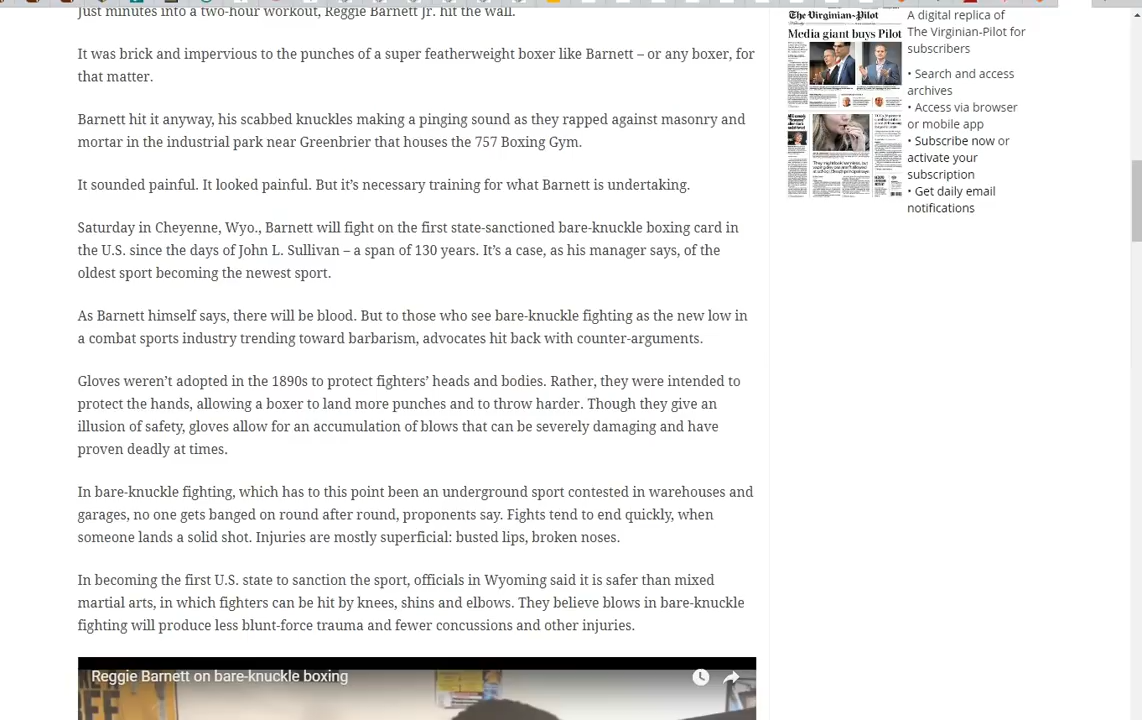 Just minutes into a two-hour workout, Reggie Barnett Jr. hit the wall.
It was brick and impervious to the punches of a super featherweight boxer like Barnett – or any boxer, for
that matter.
Barnett hit it anyway, his scabbed knuckles making a pinging sound as they rapped against masonry and
mortar in the industrial park near Greenbrier that houses the 757 Boxing Gym.
It sounded painful. It looked painful. But it’s necessary training for what Barnett is undertaking.
Saturday in Cheyenne, Wyo., Barnett will fight on the first state-sanctioned bare-knuckle boxing card in
the U.S. since the days of John L. Sullivan – a span of 130 years. It’s a case, as his manager says, of the
oldest sport becoming the newest sport.
As Barnett himself says, there will be blood. But to those who see bare-knuckle fighting as the new low in
a combat sports industry trending toward barbarism, advocates hit back with counter-arguments.
Gloves weren’t adopted in the 1890s to protect fighters’ heads and bodies. Rather, they were intended to
protect the hands, allowing a boxer to land more punches and to throw harder. Though they give an
illusion of safety, gloves allow for an accumulation of blows that can be severely damaging and have
proven deadly at times.
In bare-knuckle fighting, which has to this point been an underground sport contested in warehouses and
garages, no one gets banged on round after round, proponents say. Fights tend to end quickly, when
someone lands a solid shot. Injuries are mostly superficial: busted lips, broken noses.
In becoming the first U.S. state to sanction the sport, officials in Wyoming said it is safer than mixed
martial arts, in which fighters can be hit by knees, shins and elbows. They believe blows in bare-knuckle
fighting will produce less blunt-force trauma and fewer concussions and other injuries.
Reggie Barnett on bare-knuckle boxing
The Virginian-Pilot
Media giant buys Pilot
A digital replica of
The Virginian-Pilot for
subscribers
• Search and access
archives
• Access via browser
or mobile app
• Subscribe now or
activate your
subscription
• Get daily email
notifications